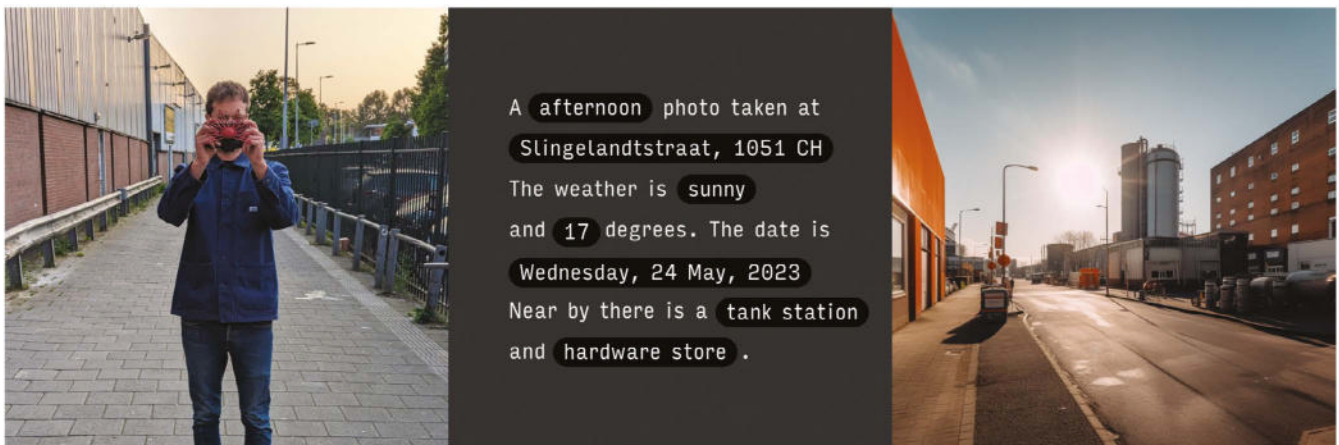 A afternoon photo taken at
Slingelandtstraat, 1051 CH
The weather is sunny
and 17 degrees. The date is
Wednesday, 24 May, 2023
Near by there is a tank station
and hardware store .